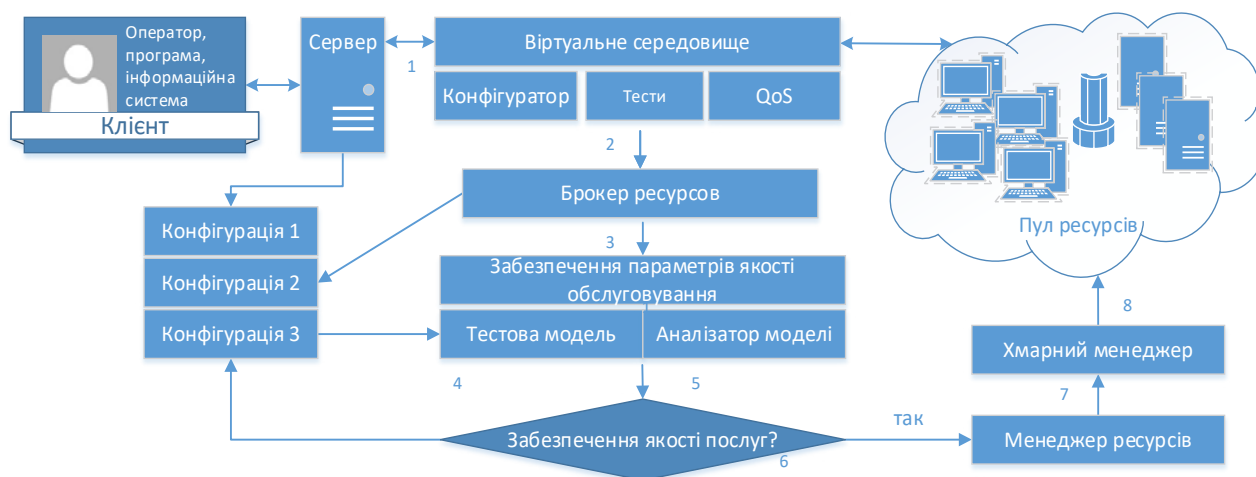 Оператор,
програма,
інформаційна
система
Клієнт
Сервер
1
Віртуальне середовище
Конфігуратор
Тести
QoS
2
Брокер ресурсов
3
Забезпечення параметрів якості
обслуговування
Тестова модель
Аналізатор моделі
Конфігурація 1
Конфігурація 2
Конфігурація 3
4
5
Забезпечення якості послуг?
6
так
Менеджер ресурсів
7
Хмарний менеджер
8
Пул ресурсів